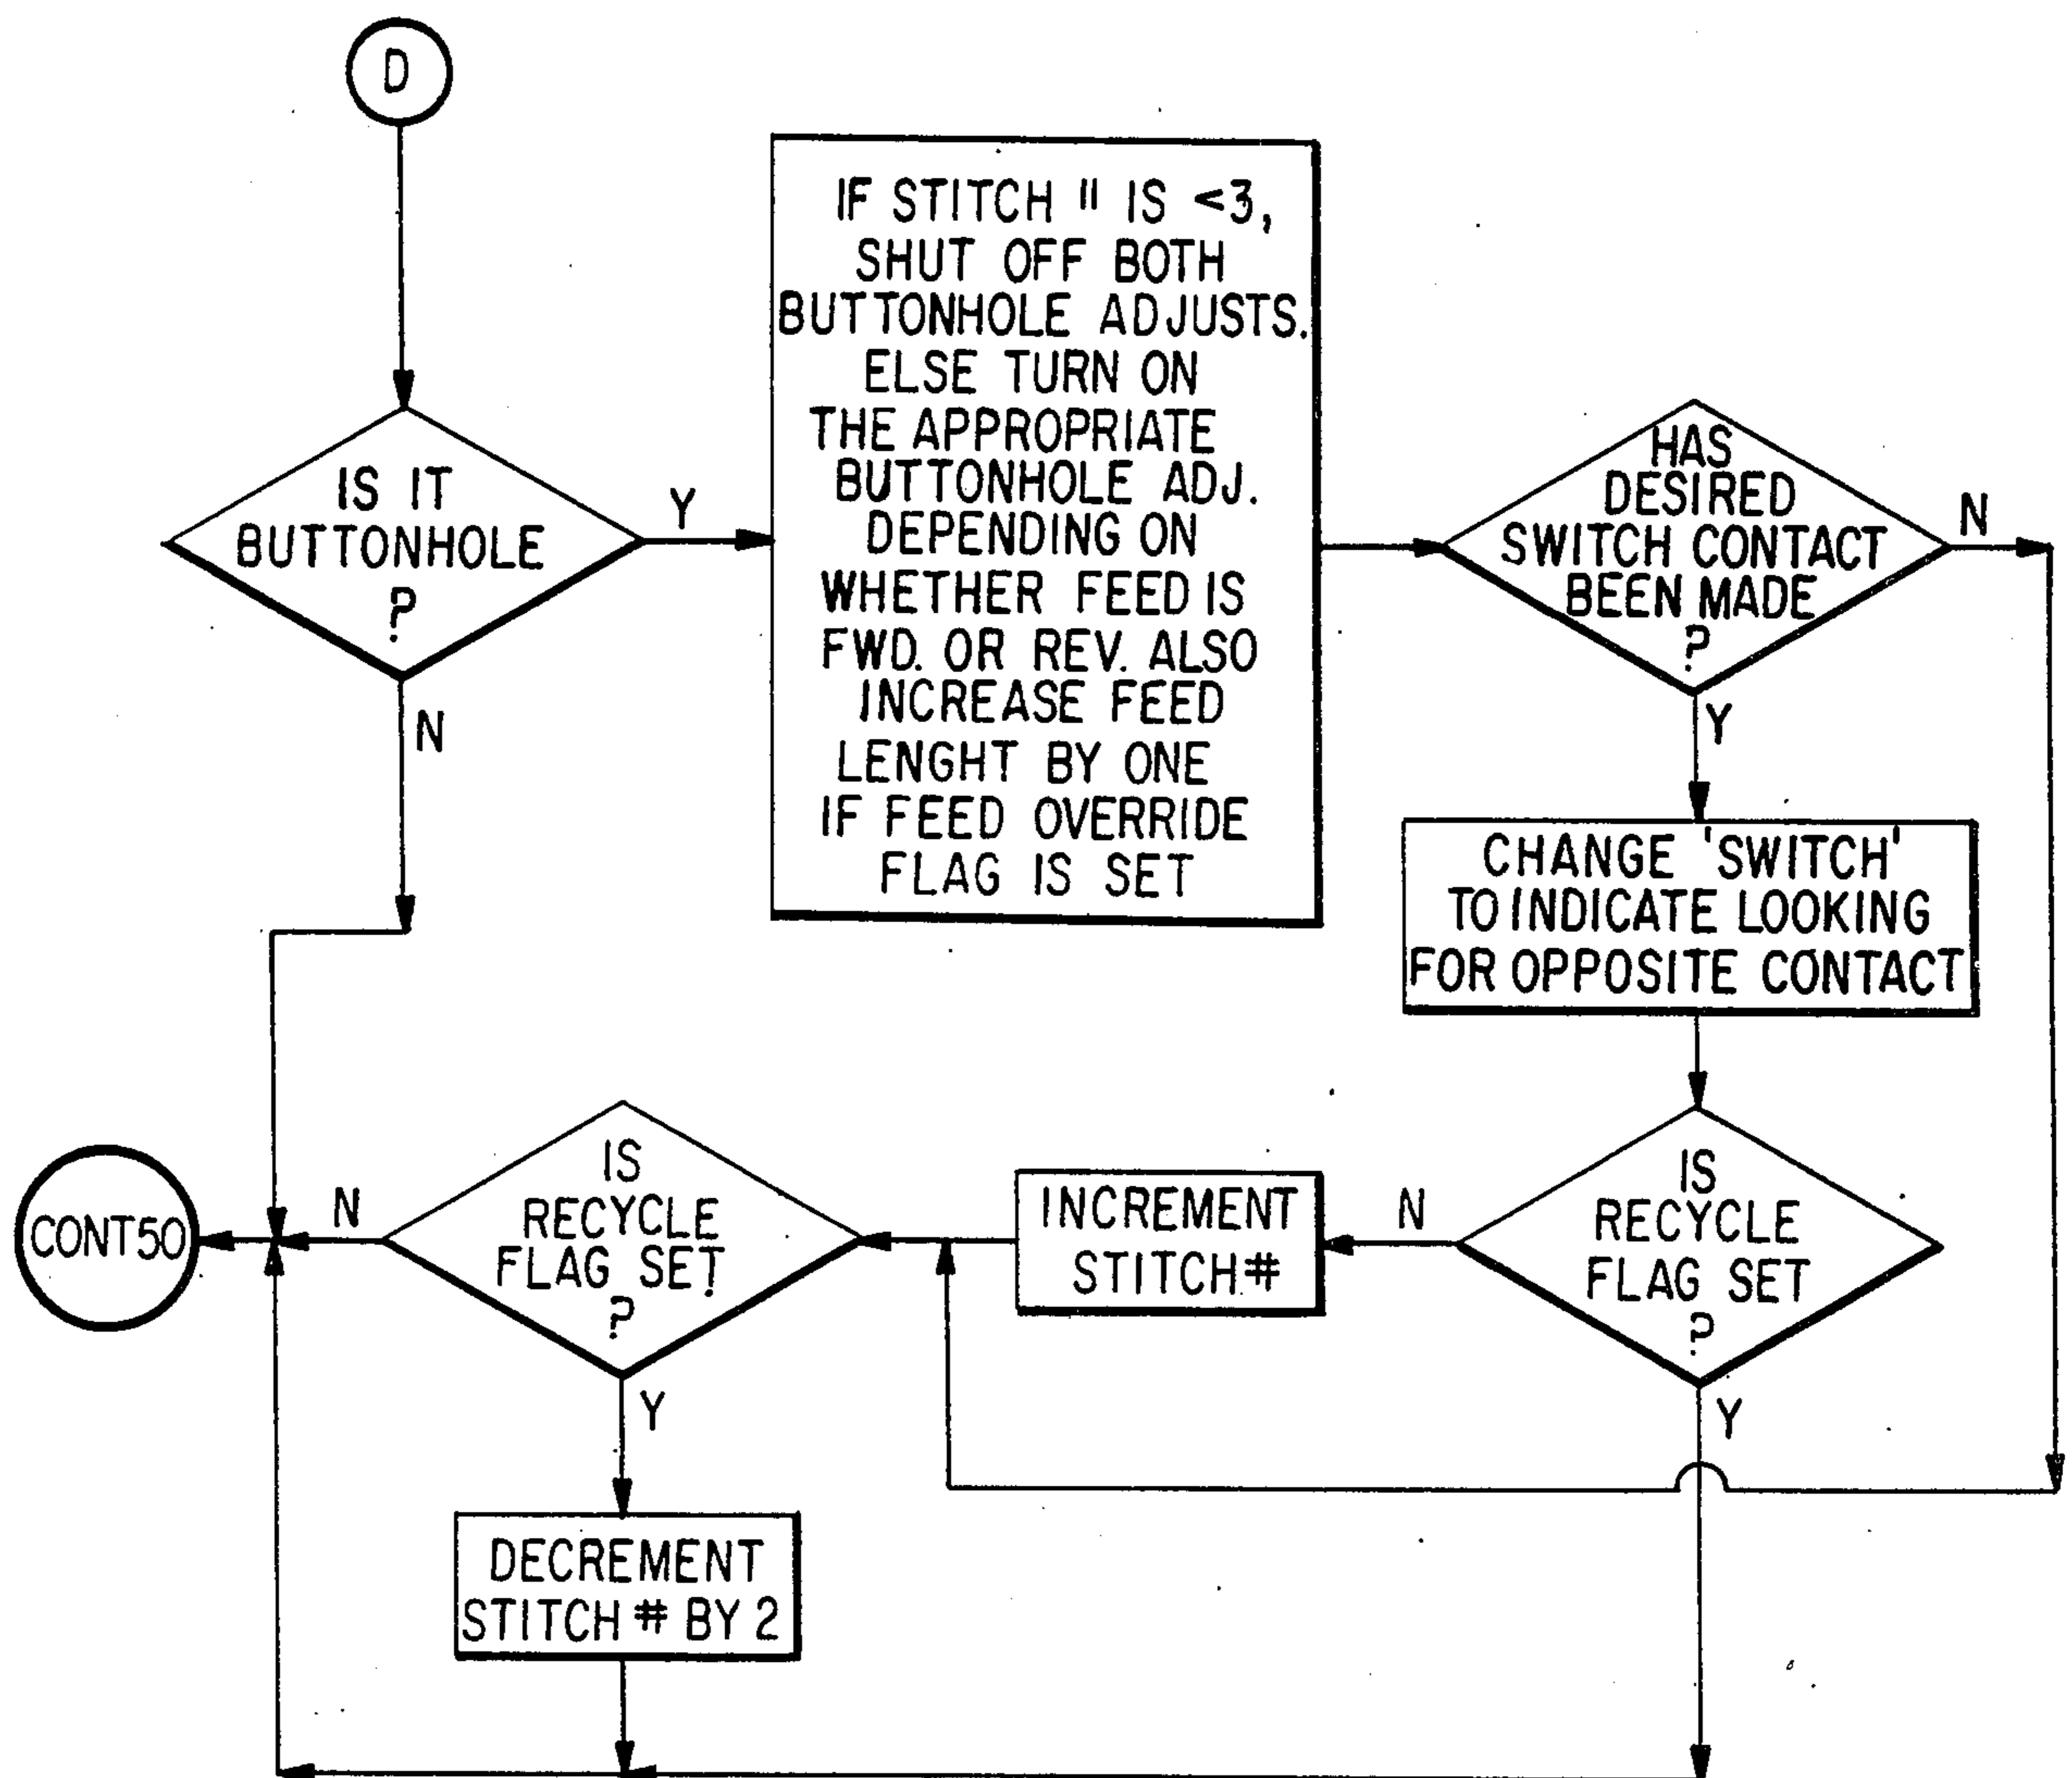 D
IS IT
BUTTONHOLE
?
Y
N
IF STITCH " IS <3,
SHUT OFF BOTH
BUTTONHOLE ADJUSTS.
ELSE TURN ON
THE APPROPRIATE
BUTTONHOLE ADJ.
DEPENDING ON
WHETHER FEED IS
FWD. OR REV. ALSO
INCREASE FEED
LENGHT BY ONE
IF FEED OVERRIDE
FLAG IS SET
HAS
DESIRED
SWITCH CONTACT
BEEN MADE
?
N
Y
CHANGE 'SWITCH'
TO INDICATE LOOKING
FOR OPPOSITE CONTACT
IS
RECYCLE
FLAG SET
?
N
Y
INCREMENT
STITCH #
IS
RECYCLE
FLAG SET
?
N
Y
DECREMENT
STITCH # BY 2
CONT50